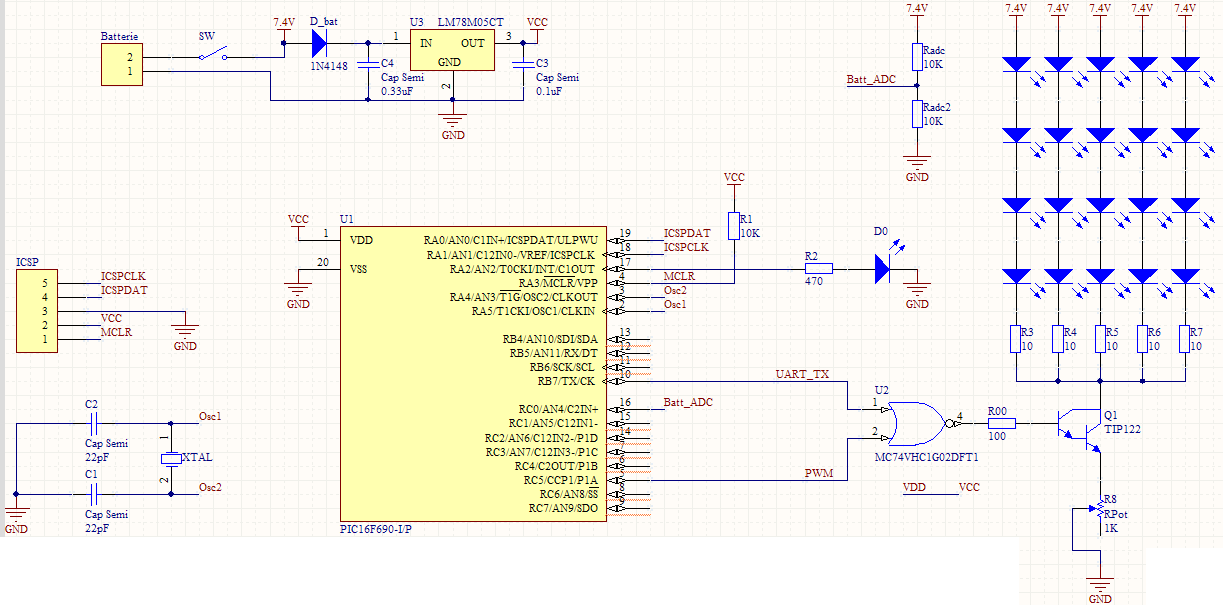 7.4V
D_bat
U3
LM78M05CT
VCC
7.4V
7.4V
7.4V
7.4V
7.4V
7.4V
Batterie
SW
2
1
1N4148
1
IN
OUT
3
GND
2
C4
Cap Semi
0.33uF
C3
Cap Semi
0.1uF
GND
Radc
10K
Batt_ADC
Radc2
10K
GND
VCC
R1
10K
VCC
U1
1
VDD
20
VSS
GND
RA0/AN0/C1IN+/ICSPDAT/ULPWU
19
ICSPDAT
RA1/AN1/C12IN0-/VREF/ICSPCLK
18
ICSPCLK
RA2/AN2/T0CKI/INT/C1OUT
17
RA3/MCLR/VPP
4
MCLR
RA4/AN3/T1G/OSC2/CLKOUT
3
Osc2
RA5/T1CKI/OSC1/CLKIN
2
Osc1
RB4/AN10/SDI/SDA
13
RB5/AN11/RX/DT
12
RB6/SCK/SCL
11
RB7/TX/CK
10
UART_TX
RC0/AN4/C2IN+
16
Batt_ADC
RC1/AN5/C12IN1-
15
RC2/AN6/C12IN2-/P1D
14
RC3/AN7/C12IN3-/P1C
7
RC4/C2OUT/P1B
6
RC5/CCP1/P1A
5
PWM
RC6/AN8/SS
8
RC7/AN9/SDO
9
PIC16F690-I/P
R2
470
D0
GND
ICSP
5
ICSPCLK
4
ICSPDAT
3
2
VCC
1
MCLR
GND
C2
Cap Semi
22pF
Osc1
1
XTAL
2
C1
Cap Semi
22pF
Osc2
GND
R3
10
R4
10
R5
10
R6
10
R7
10
U2
1
2
4
MC74VHC1G02DFT1
VDD
VCC
R00
100
Q1
TIP122
R8
RPot
1K
GND